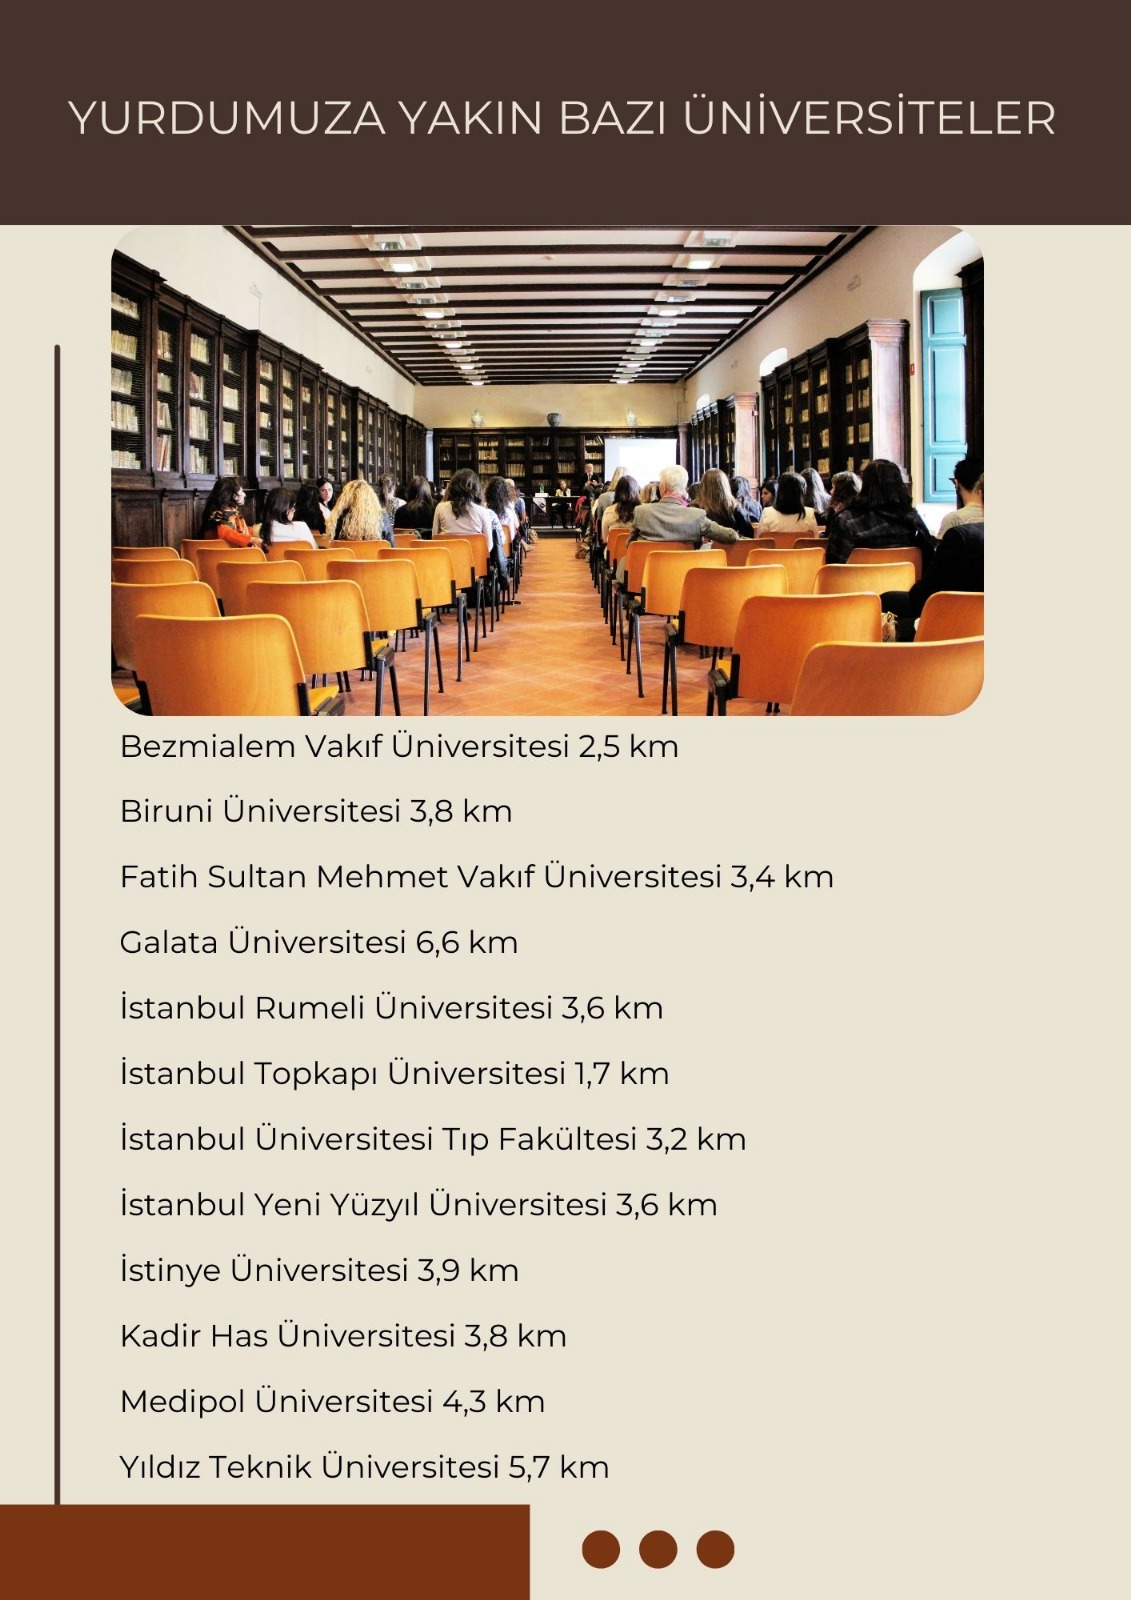 YURDUMUZA YAKIN BAZI ÜNİVERSİTELER
Bezmialem Vakıf Üniversitesi 2,5 km
Biruni Üniversitesi 3,8 km
Fatih Sultan Mehmet Vakıf Üniversitesi 3,4 km
Galata Üniversitesi 6,6 km
İstanbul Rumeli Üniversitesi 3,6 km
İstanbul Topkapı Üniversitesi 1,7 km
İstanbul Üniversitesi Tıp Fakültesi 3,2 km
İstanbul Yeni Yüzyıl Üniversitesi 3,6 km
İstinye Üniversitesi 3,9 km
Kadir Has Üniversitesi 3,8 km
Medipol Üniversitesi 4,3 km
Yıldız Teknik Üniversitesi 5,7 km